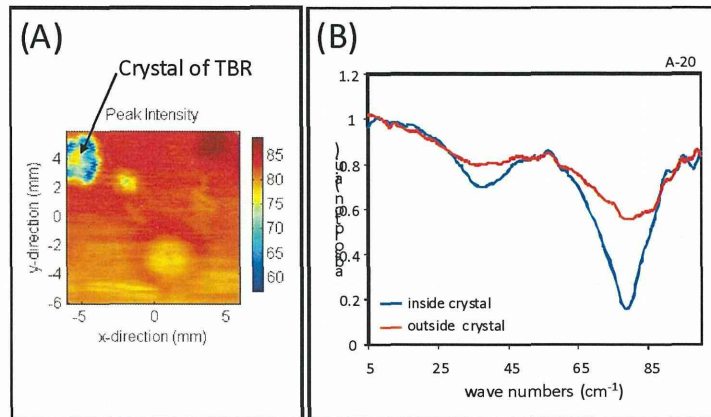 (A)
Crystal of TBR
Peak Intensity
4
2
0
-2
-4
-6
-5
0
5
y-direction (mm)
x-direction (mm)
85
80
75
70
65
60
(B)
A-20
1.2
1
0.8
0.6
0.4
0.2
0
inside crystal
outside crystal
5
25
45
65
85
wave numbers (cm⁻¹)